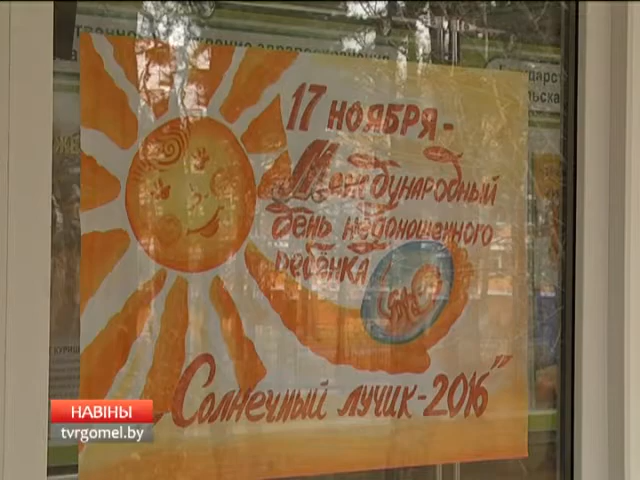 17 НОЯБРЯ -
Международный
день недоношенного
ребёнка
„Солнечный лучик-2016"
НАВІНЫ
tvrgomel.by